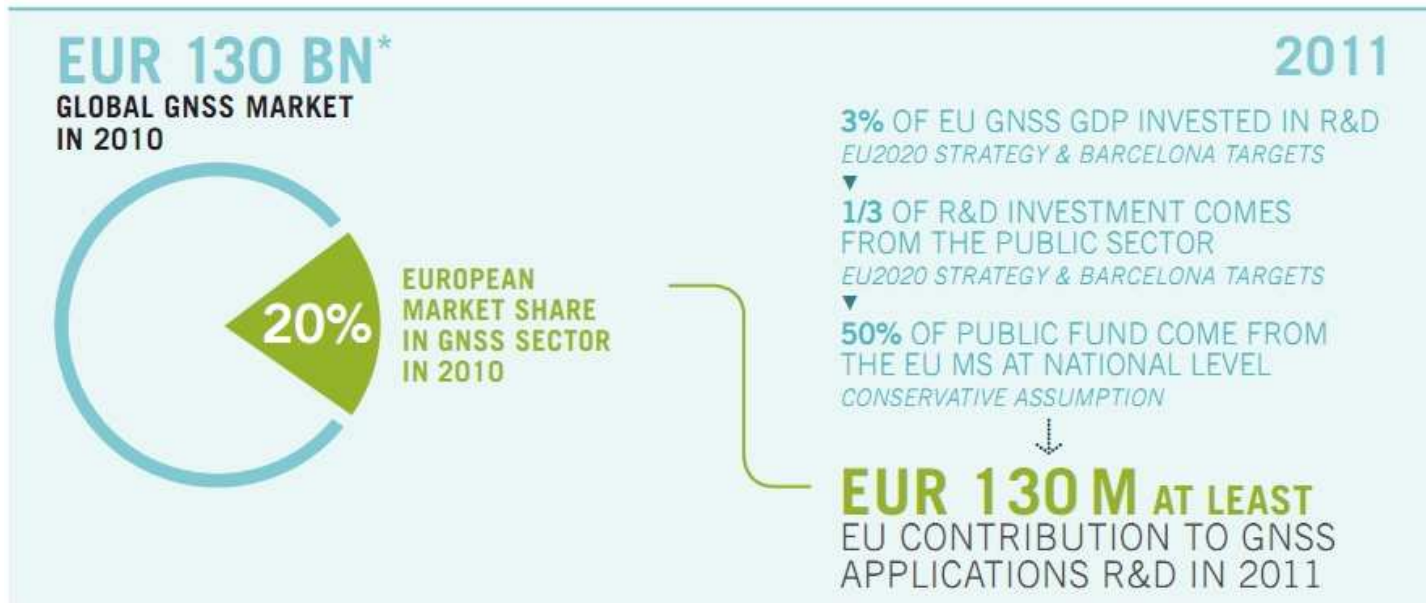 EUR 130 BN*
GLOBAL GNSS MARKET
IN 2010
20%
EUROPEAN
MARKET SHARE
IN GNSS SECTOR
IN 2010
2011
3% OF EU GNSS GDP INVESTED IN R&D
EU2020 STRATEGY & BARCELONA TARGETS
1/3 OF R&D INVESTMENT COMES
FROM THE PUBLIC SECTOR
EU2020 STRATEGY & BARCELONA TARGETS
50% OF PUBLIC FUND COME FROM
THE EU MS AT NATIONAL LEVEL
CONSERVATIVE ASSUMPTION
EUR 130 M AT LEAST
EU CONTRIBUTION TO GNSS
APPLICATIONS R&D IN 2011